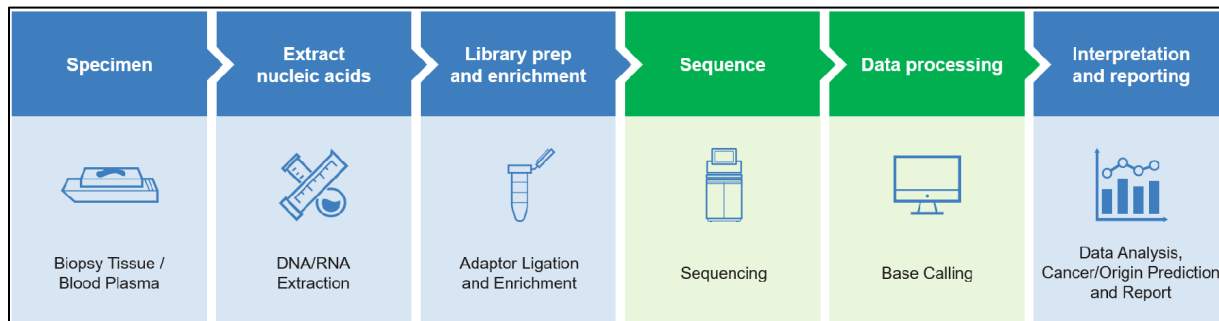 Specimen
Extract
nucleic acids
Library prep
and enrichment
Sequence
Data processing
Interpretation
and reporting
Biopsy Tissue /
Blood Plasma
DNA/RNA
Extraction
Adaptor Ligation
and Enrichment
Sequencing
Base Calling
Data Analysis,
Cancer/Origin Prediction
and Report